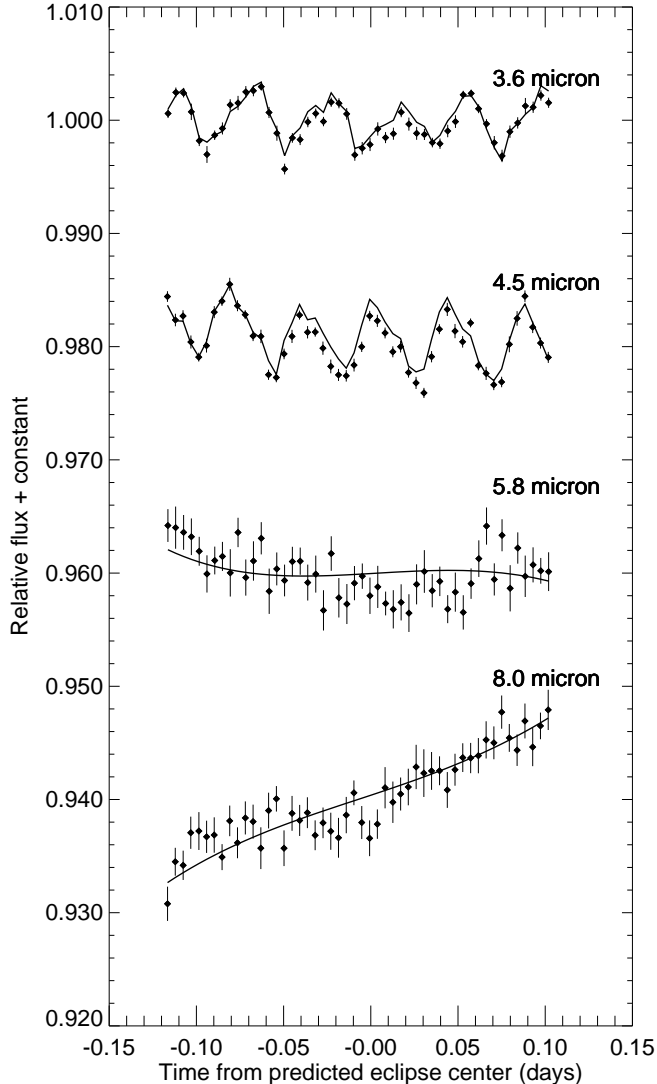 1.010
3.6 micron
1.000
0.990
4.5 micron
0.980
0.970
5.8 micron
0.960
0.950
8.0 micron
0.940
0.930
0.920
Relative flux + constant
-0.15 -0.10 -0.05 -0.00 0.05 0.10 0.15
Time from predicted eclipse center (days)